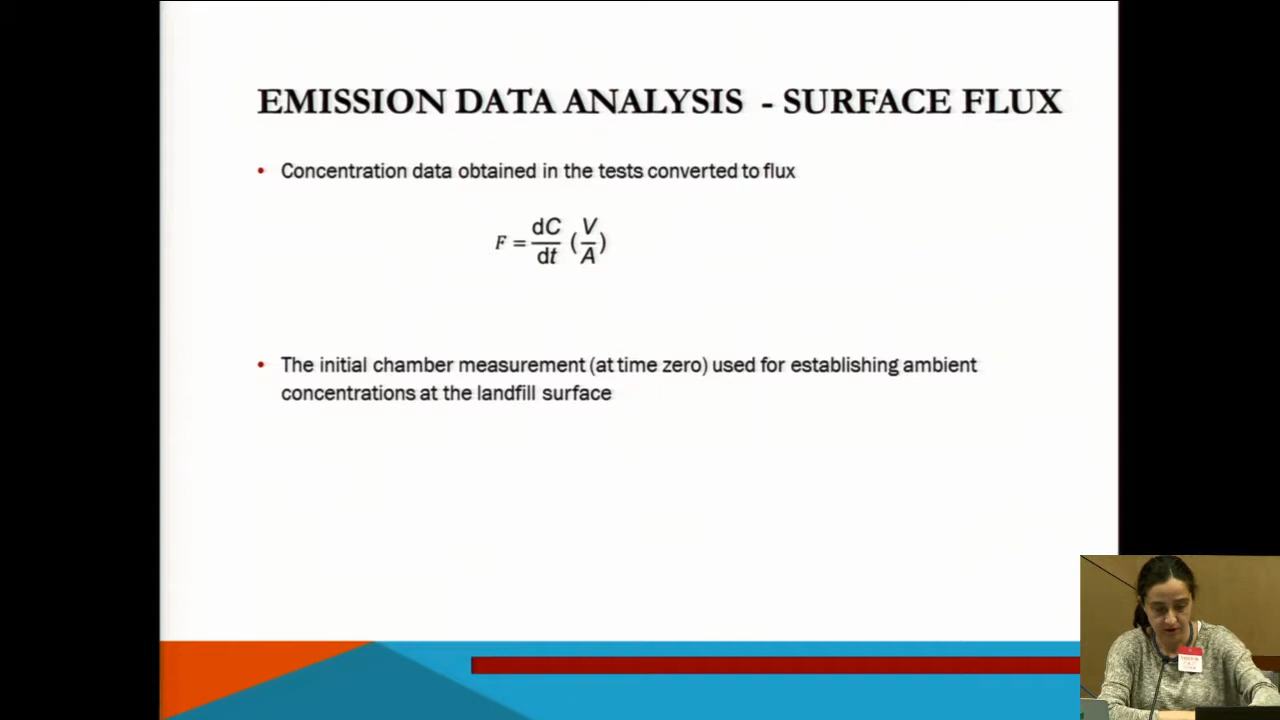 EMISSION DATA ANALYSIS - SURFACE FLUX
• Concentration data obtained in the tests converted to flux
F = dC/dt (V/A)
• The initial chamber measurement (at time zero) used for establishing ambient
concentrations at the landfill surface